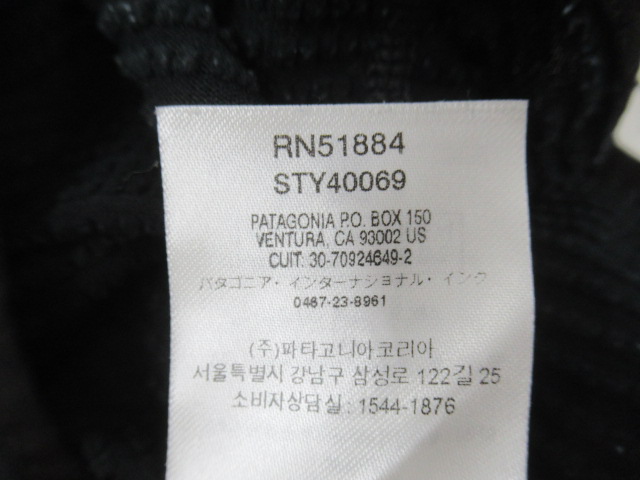 RN51884
STY40069
PATAGONIA P.O. BOX 150
VENTURA, CA 93002 US
CUIT: 30-70924649-2
パタゴニア・インターナショナル・インク
0467-23-8961
(주)파타고니아코리아
서울특별시 강남구 삼성로 122길 25
소비자상담실 : 1544-1876